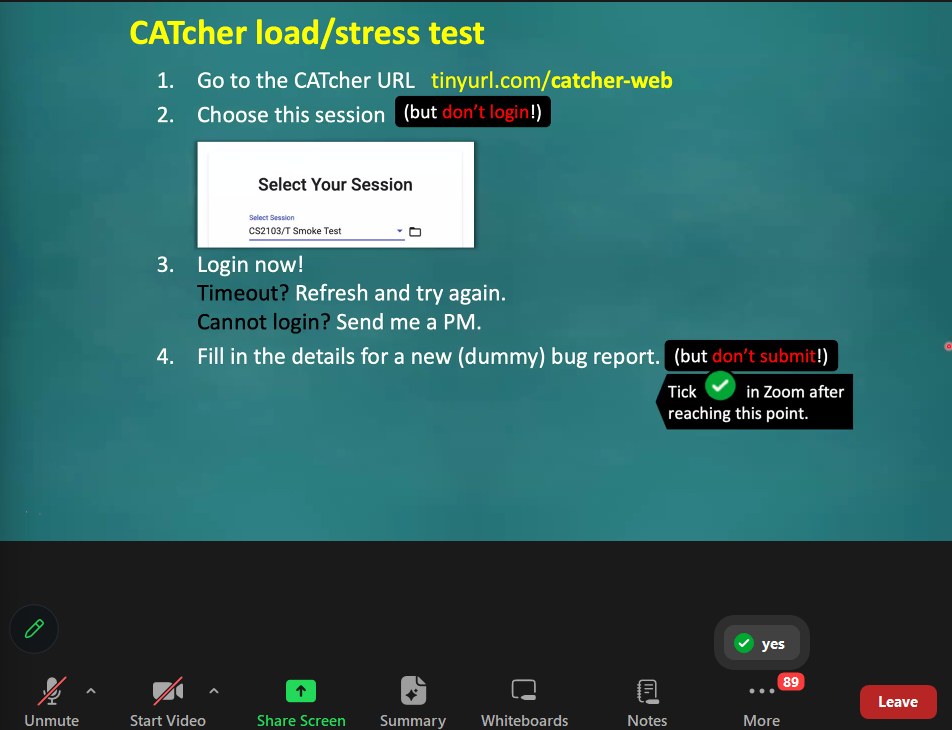 CATcher load/stress test
1. Go to the CATcher URL tinyurl.com/catcher-web
2. Choose this session (but don't login!)
Select Your Session
Select Session
CS2103/T Smoke Test
3. Login now!
Timeout? Refresh and try again.
Cannot login? Send me a PM.
4. Fill in the details for a new (dummy) bug report. (but don't submit!)
Tick in Zoom after
reaching this point.
yes
89
Unmute Start Video Share Screen Summary Whiteboards Notes More Leave